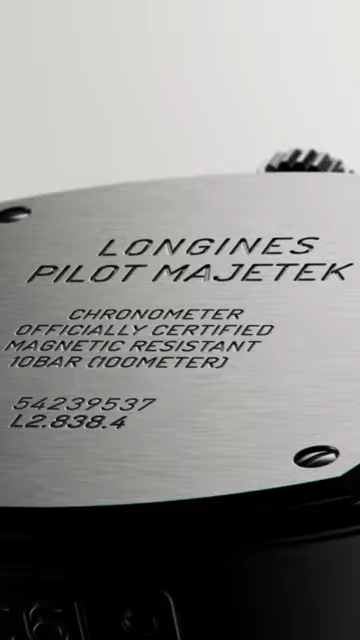 LONGINES
PILOT MAJETEK
CHRONOMETER
OFFICIALLY CERTIFIED
MAGNETIC RESISTANT
10BAR (100METER)
54239537
L2.838.4